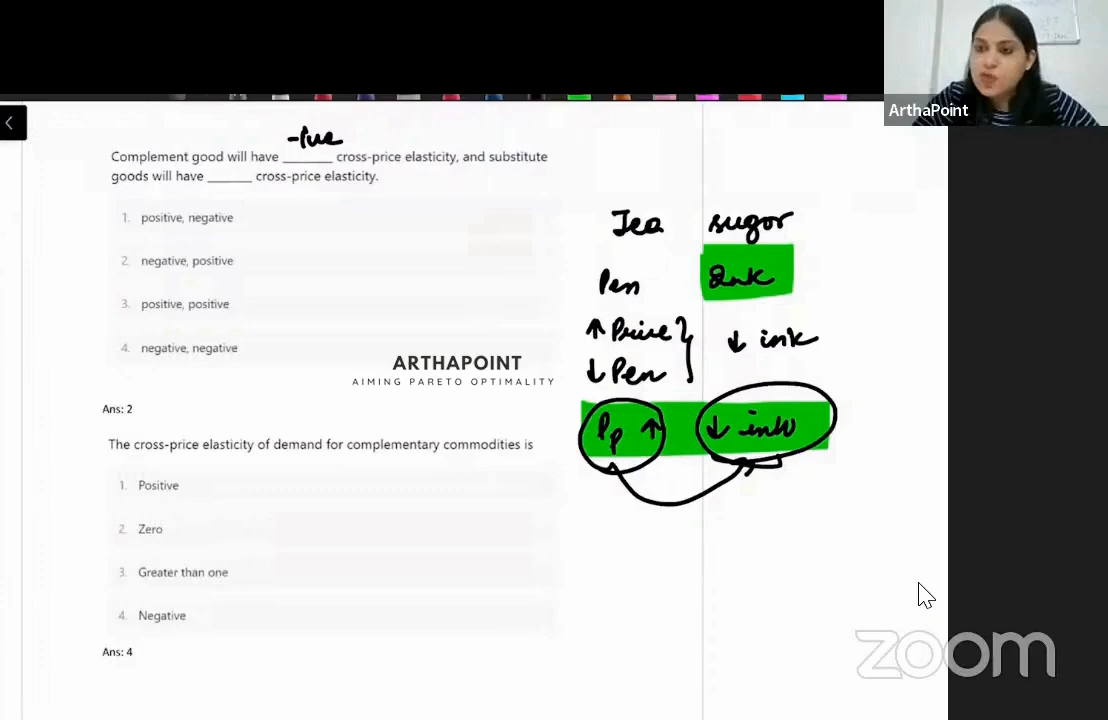 ArthaPoint
-ive
Complement good will have ________ cross-price elasticity, and substitute
goods will have _______ cross-price elasticity.
1. positive, negative
2. negative, positive
3. positive, positive
4. negative, negative
ARTHAPOINT
AIMING PARETO OPTIMALITY
Ans: 2
The cross-price elasticity of demand for complementary commodities is
1. Positive
2. Zero
3. Greater than one
4. Negative
Ans: 4
Tea sugar
Pen Ink
↑ Price } ↓ ink
↓ Pen
Pp ↑ ↓ ink
zoom